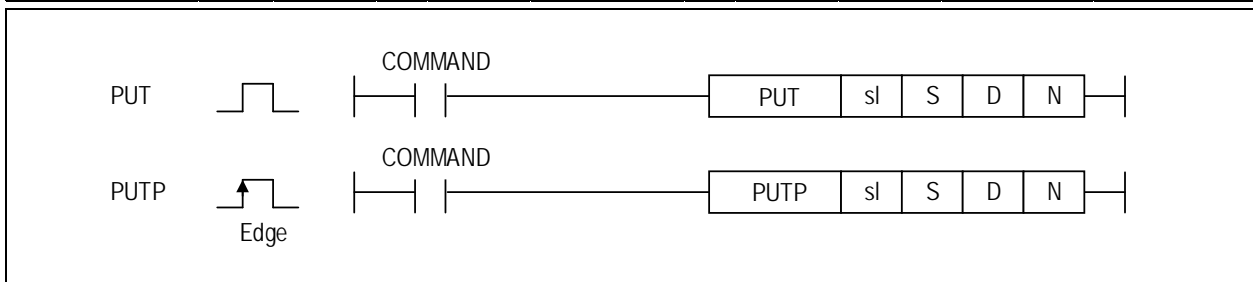 COMMAND
PUT PUT sl S D N
COMMAND
PUTP PUTP sl S D N
Edge